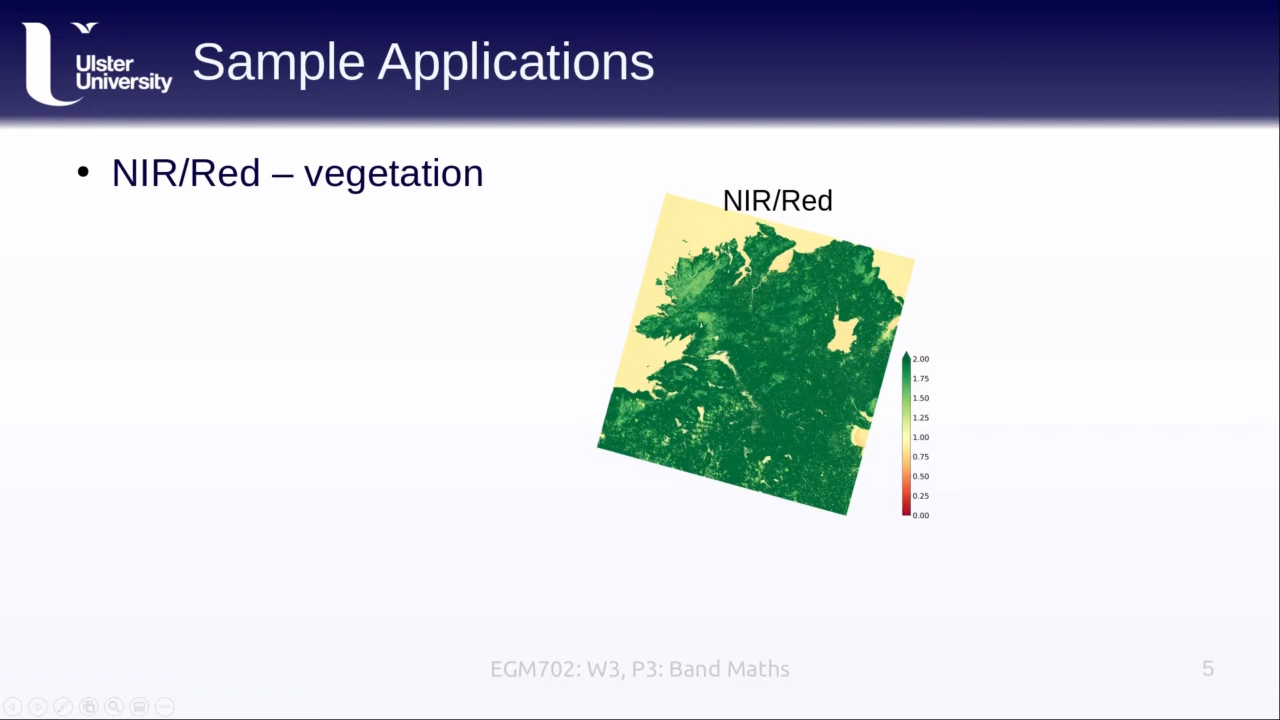 Ulster
University
Sample Applications
• NIR/Red – vegetation
NIR/Red
2.00
1.75
1.50
1.25
1.00
0.75
0.50
0.25
0.00
EGM702: W3, P3: Band Maths
5